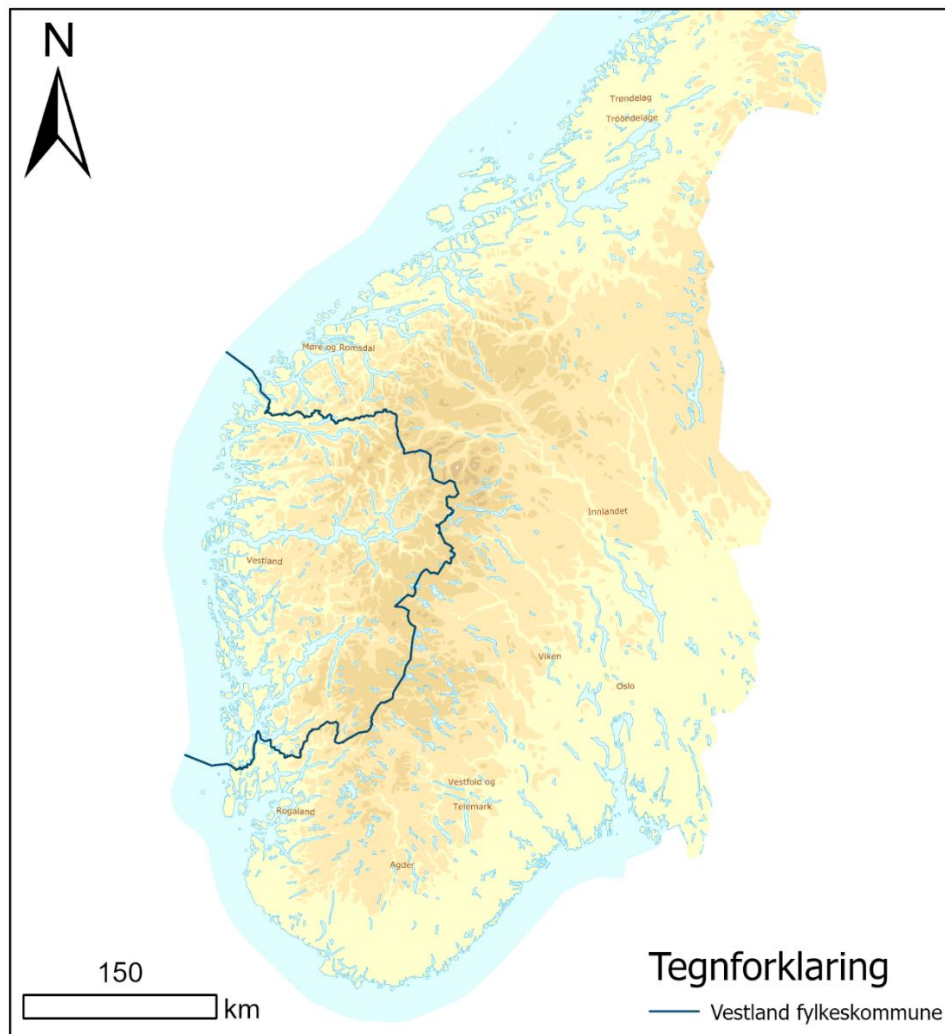 N
Trøndelag
Trööndelage
Møre og Romsdal
Innlandet
Vestland
Viken
Oslo
Vestfold og
Telemark
Rogaland
Agder
150
km
Tegnforklaring
Vestland fylkeskommune